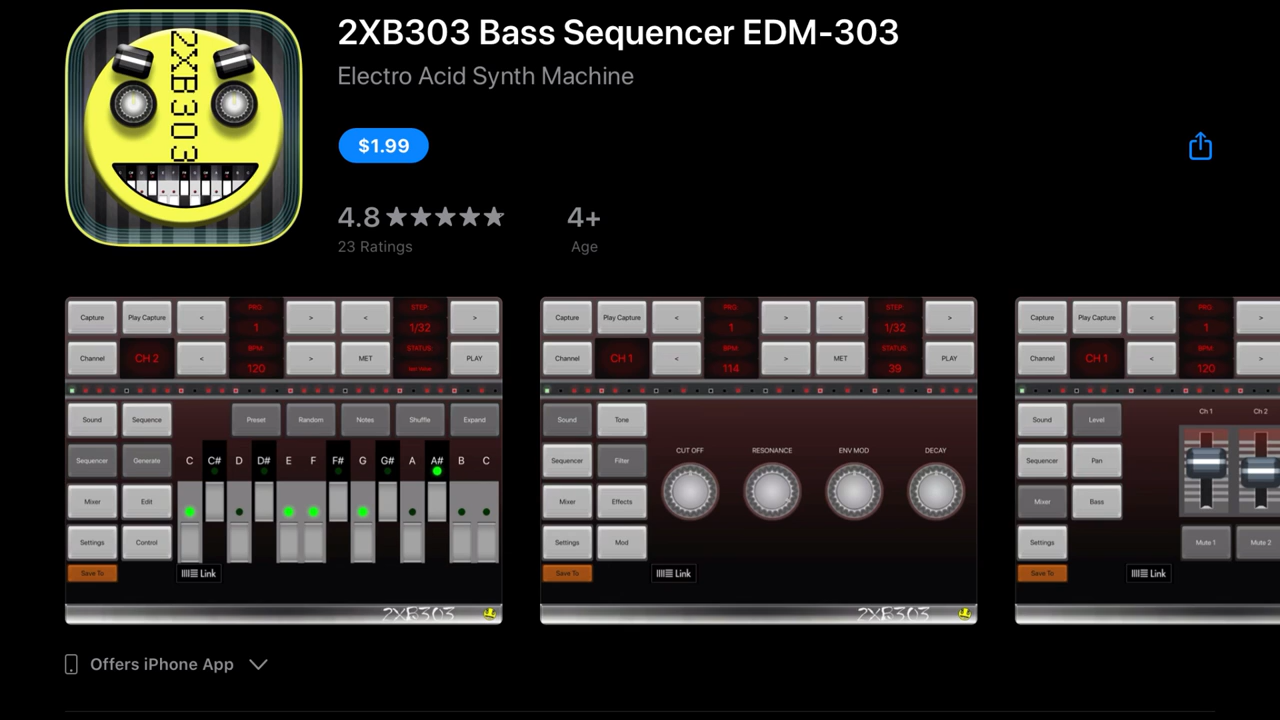 2XB303
2XB303 Bass Sequencer EDM-303
Electro Acid Synth Machine
$1.99
4.8
23 Ratings
4+
Age
Capture Play Capture < PRG 1 > < STEP 1/32 >
Channel CH 2 < BPM 120 > MET STATUS PLAY
Sound Sequence Preset Random Notes Shuffle Expand
Sequencer Generate C C# D D# E F F# G G# A A# B C
Mixer Edit
Settings Control
Save To Link
2XB303
Capture Play Capture < PRG 1 > < STEP 1/32 >
Channel CH 1 < BPM 114 > MET STATUS 39 PLAY
Sound Tone
CUT OFF RESONANCE ENV MOD DECAY
Sequencer Filter
Mixer Effects
Settings Mod
Save To Link
2XB303
Capture Play Capture < PRG 1 >
Channel CH 1 < BPM 120 >
Sound Level Ch 1 Ch 2
Sequencer Pan
Mixer Bass
Settings Mute 1 Mute 2
Save To Link
Offers iPhone App